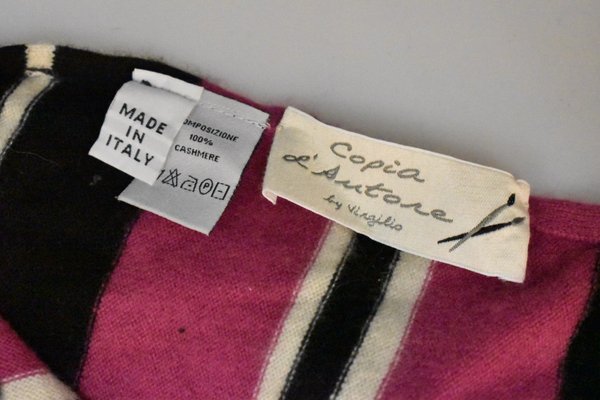 MADE
IN
ITALY
COMPOSIZIONE
100%
CASHMERE
P
Copia
d'Autore
by Virgilio